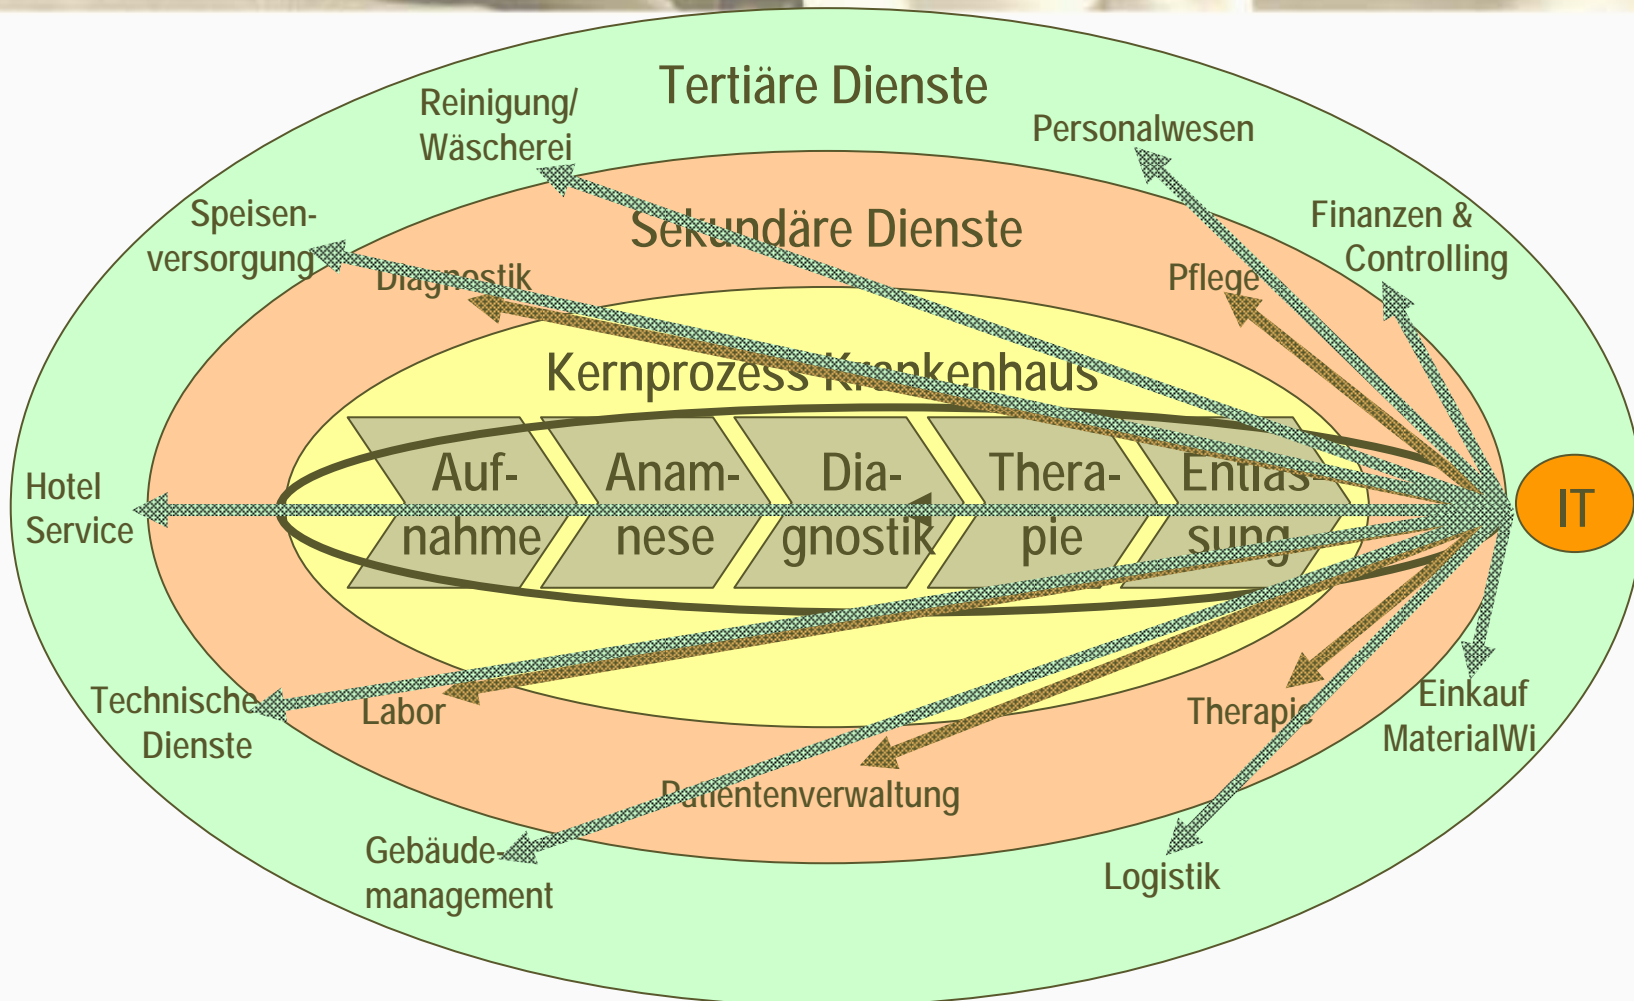 Tertiäre Dienste
Reinigung/
Wäscherei
Personalwesen
Speisen-
versorgung
Finanzen &
Controlling
Sekundäre Dienste
Diagnostik
Pflege
Kernprozess Krankenhaus
Auf-
nahme
Anam-
nese
Dia-
gnostik
Thera-
pie
Entlas-
sung
Hotel
Service
IT
Technische
Dienste
Labor
Therapie
Einkauf
MaterialWi
Patientenverwaltung
Gebäude-
management
Logistik